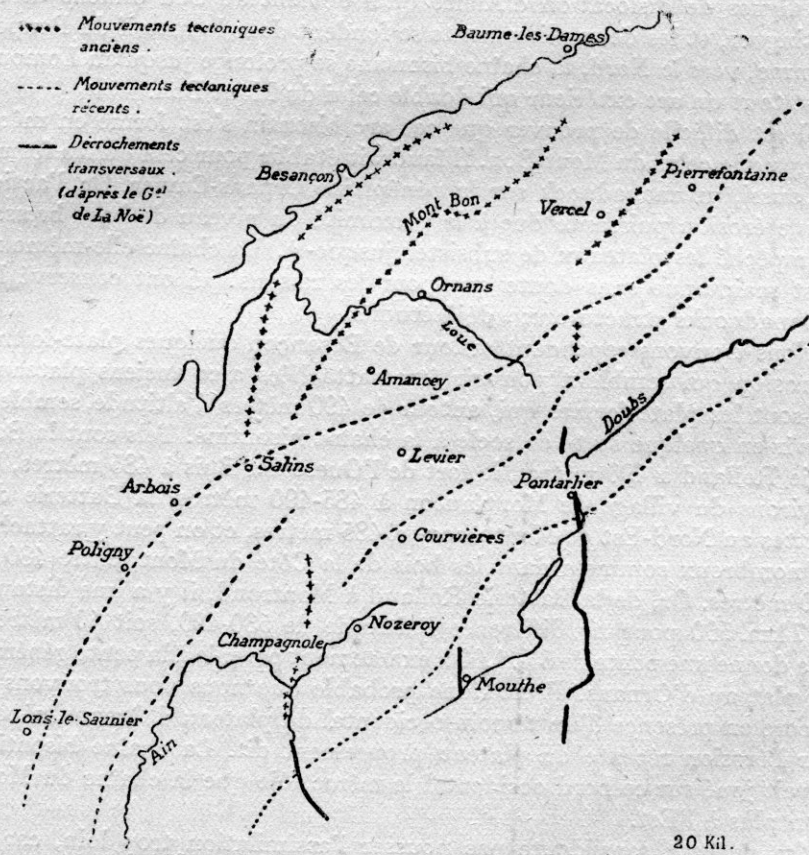 Mouvements tectoniques
anciens.
Mouvements tectoniques
récents.
Décrochements
transversaux.
(d'après le Gal
de La Noë)
Baume-les-Dames
Besançon
Mont Bon
Vercel
Pierrefontaine
Ornans
Loue
Amancey
Doubs
Salins
Levier
Arbois
Pontarlier
Poligny
Courvières
Champagnole
Nozeroy
Mouthe
Lons-le-Saunier
Ain
20 Kil.